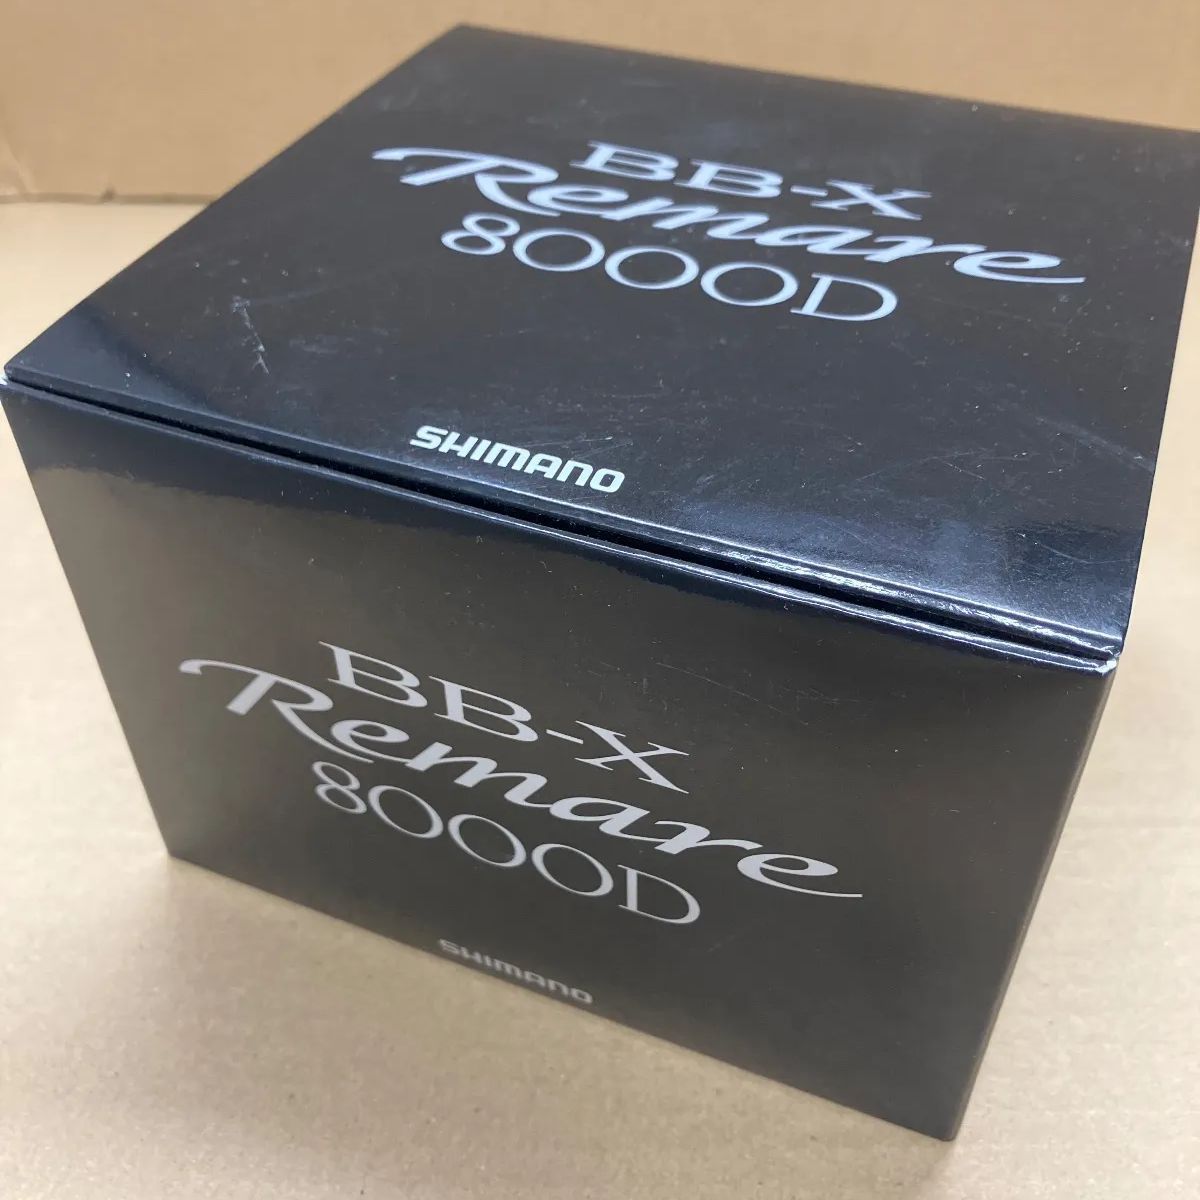 BB-X
Remare
8000D
SHIMANO
BB-X
Remare
8000D
SHIMANO